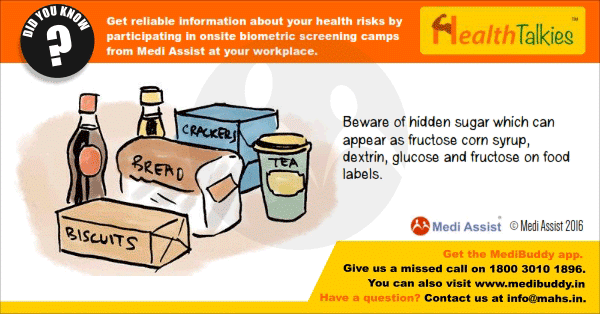 DID YOU KNOW
?
Get reliable information about your health risks by
participating in onsite biometric screening camps
from Medi Assist at your workplace.
HealthTalkies™
CRACKERS
BREAD
TEA
BISCUITS
Beware of hidden sugar which can
appear as fructose corn syrup,
dextrin, glucose and fructose on food
labels.
Medi Assist® © Medi Assist 2016
Get the MediBuddy app.
Give us a missed call on 1800 3010 1896.
You can also visit www.medibuddy.in
Have a question? Contact us at info@mahs.in.